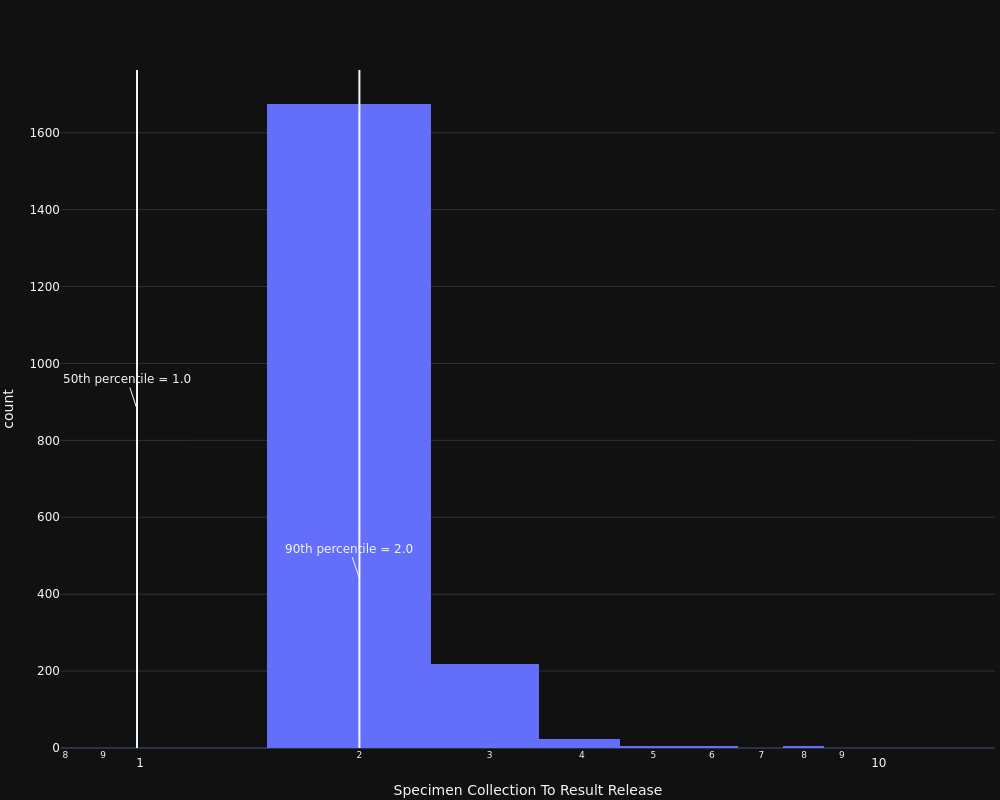 1600
1400
1200
1000
50th percentile = 1.0
count
800
600
90th percentile = 2.0
400
200
0
8 9 2 3 4 5 6 7 8 9
1 10
Specimen Collection To Result Release